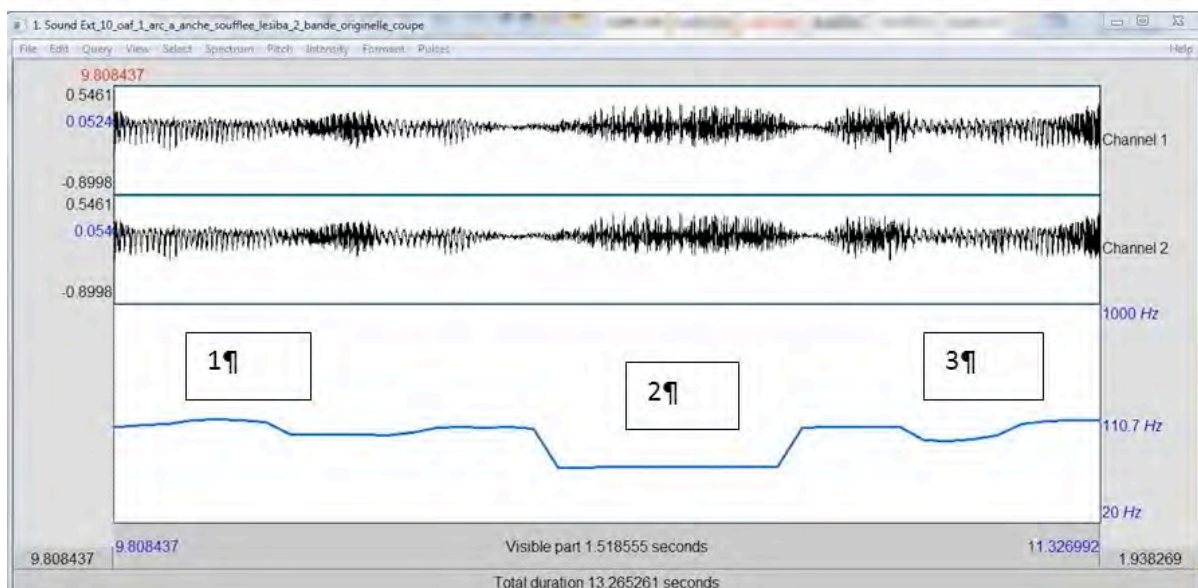 1. Sound Ext_10_oaf_1_arc_a_anche_soufflee_lesiba_2_bande_originelle_coupe
File Edit Query View Select Spectrum Pitch Intensity Formant Pulses Help
9.808437
0.5461
0.0524
-0.8998
Channel 1
0.5461
0.054
-0.8998
Channel 2
1000 Hz
1¶
2¶
3¶
110.7 Hz
20 Hz
9.808437 9.808437 Visible part 1.518555 seconds 11.326992 1.938269
Total duration 13.265261 seconds